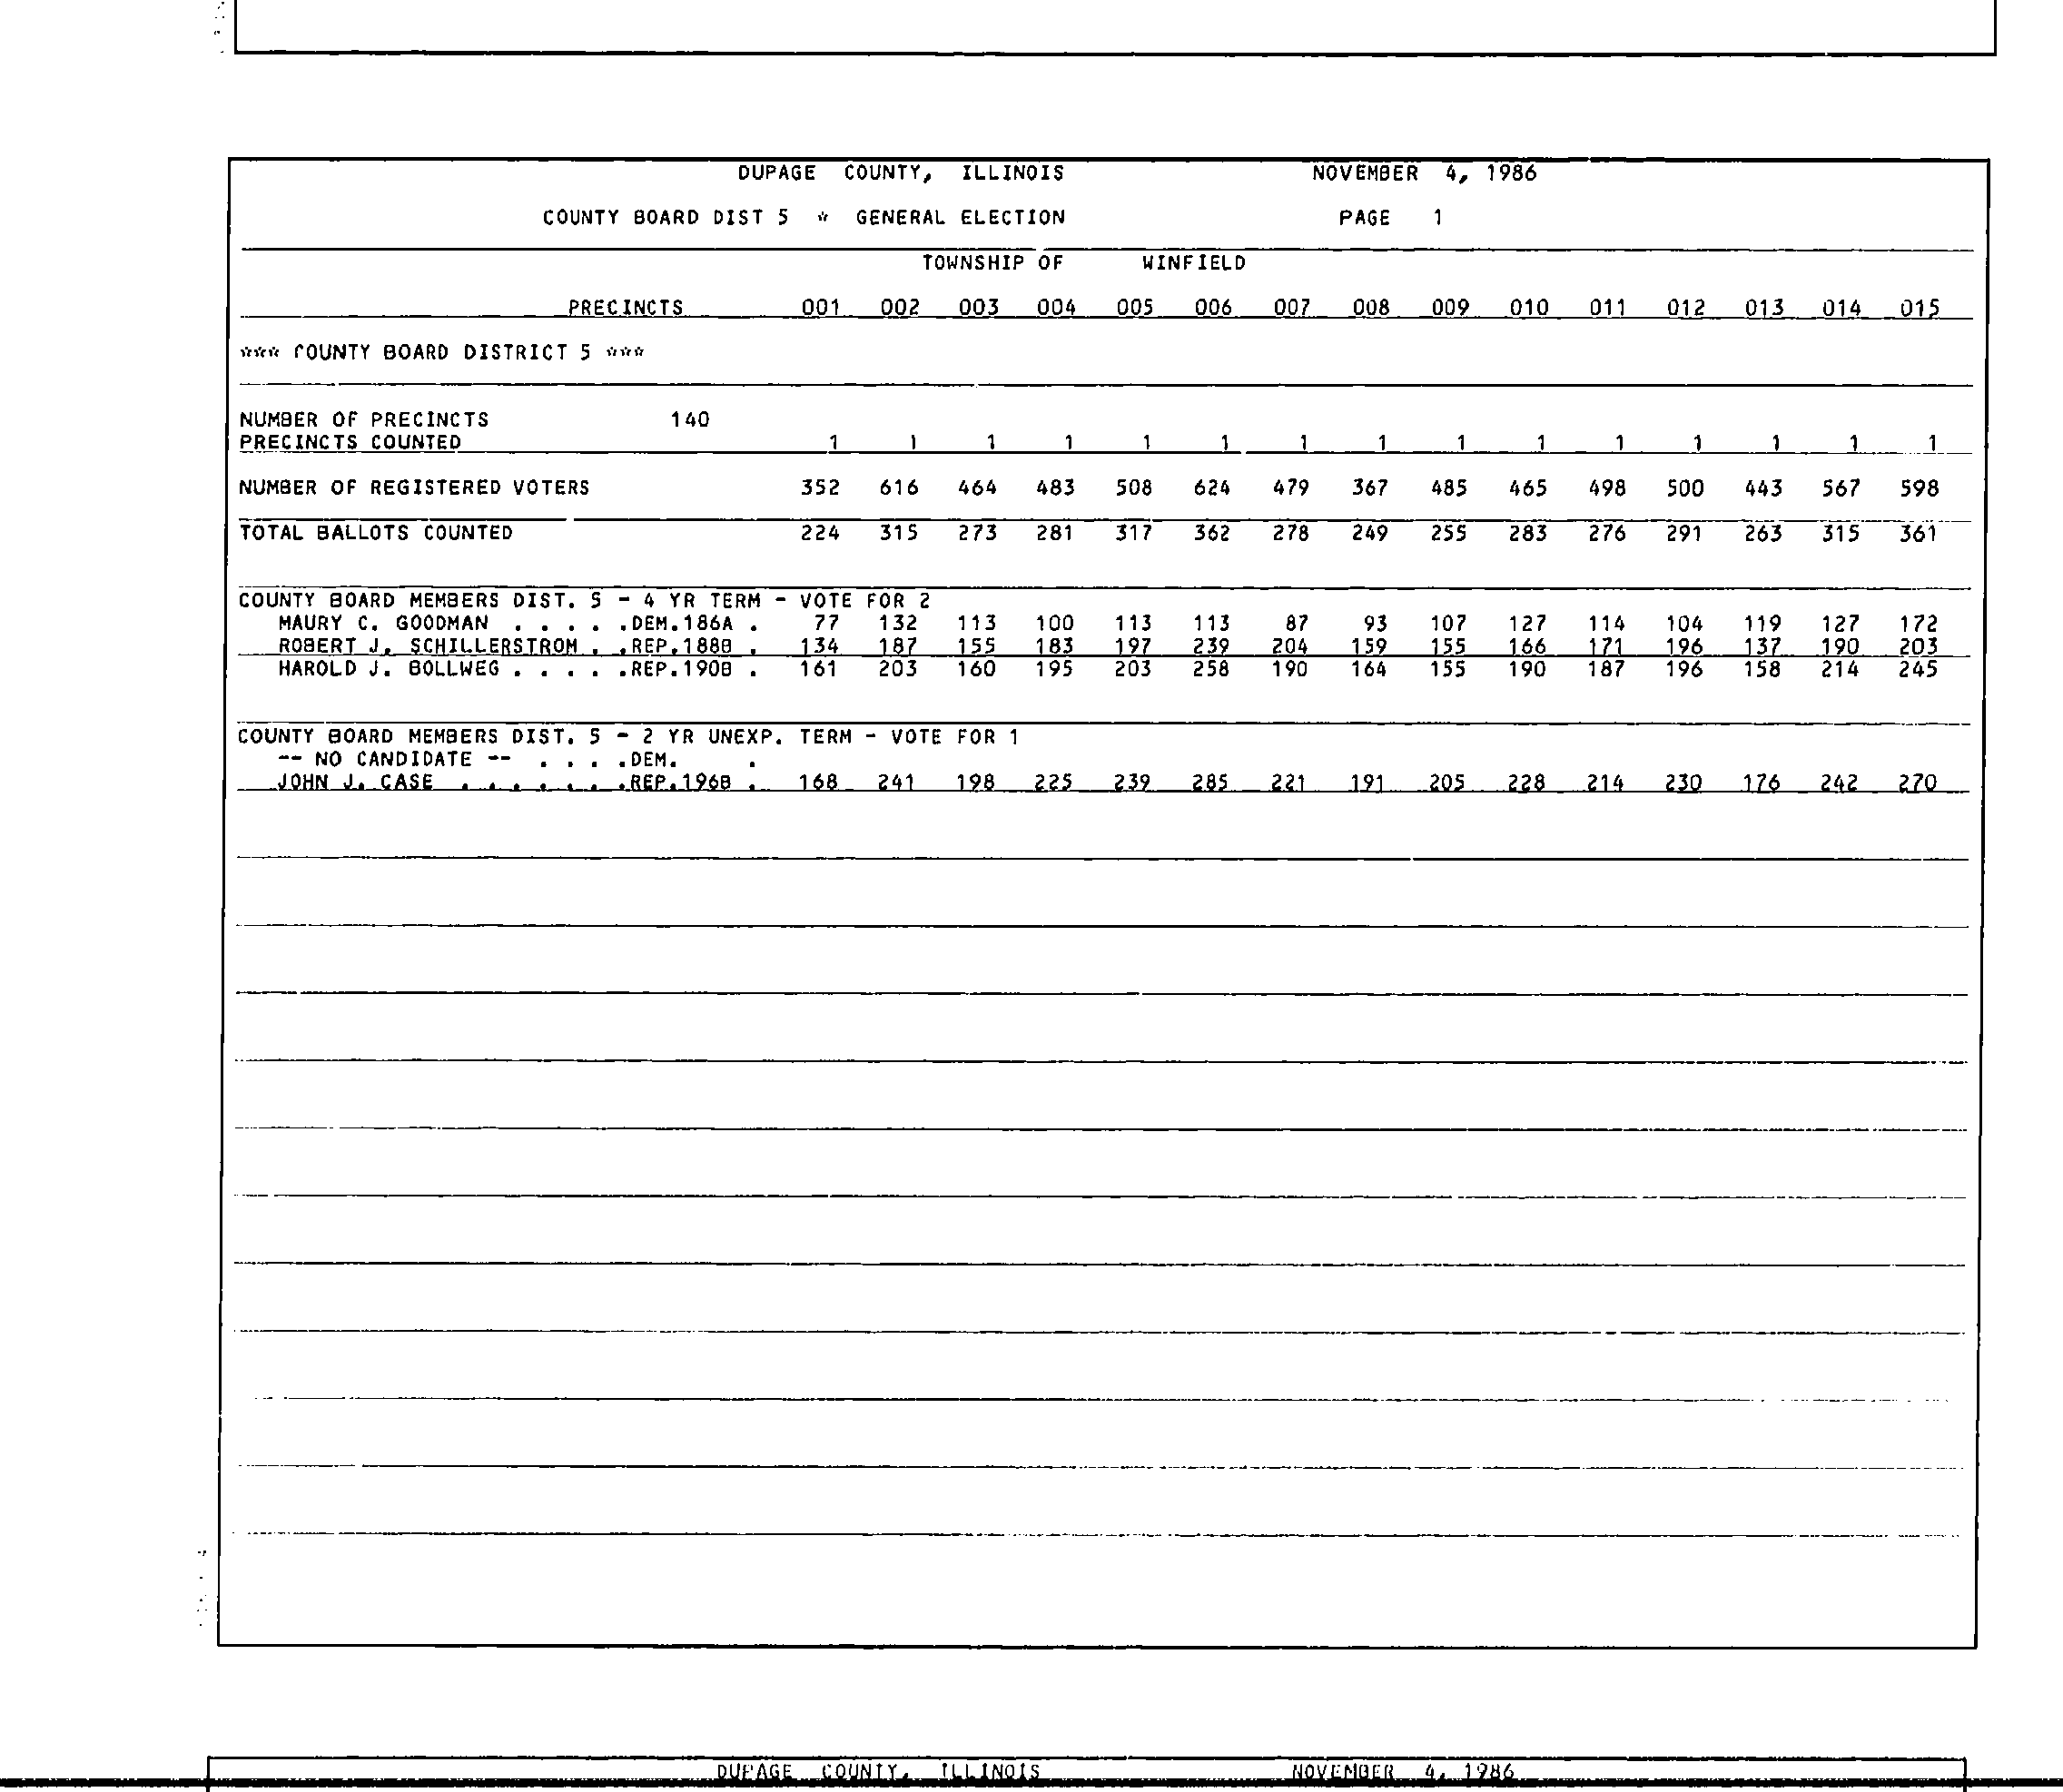 DUPAGE COUNTY, ILLINOIS NOVEMBER 4, 1986
COUNTY BOARD DIST 5 * GENERAL ELECTION PAGE 1
TOWNSHIP OF WINFIELD
PRECINCTS 001 002 003 004 005 006 007 008 009 010 011 012 013 014 015
*** COUNTY BOARD DISTRICT 5 ***
NUMBER OF PRECINCTS 140
PRECINCTS COUNTED 1 1 1 1 1 1 1 1 1 1 1 1 1 1 1
NUMBER OF REGISTERED VOTERS 352 616 464 483 508 624 479 367 485 465 498 500 443 567 598
TOTAL BALLOTS COUNTED 224 315 273 281 317 362 278 249 255 283 276 291 263 315 361
COUNTY BOARD MEMBERS DIST. 5 - 4 YR TERM - VOTE FOR 2
MAURY C. GOODMAN . . . . .DEM.186A . 77 132 113 100 113 113 87 93 107 127 114 104 119 127 172
ROBERT J. SCHILLERSTROM . .REP.188B . 134 187 155 183 197 239 204 159 155 166 171 196 137 190 203
HAROLD J. BOLLWEG . . . . .REP.190B . 161 203 160 195 203 258 190 164 155 190 187 196 158 214 245
COUNTY BOARD MEMBERS DIST. 5 - 2 YR UNEXP. TERM - VOTE FOR 1
-- NO CANDIDATE -- . . . .DEM. .
JOHN J. CASE . . . . . . .REP.196B . 168 241 198 225 239 285 221 191 205 228 214 230 176 242 270
DUPAGE COUNTY, ILLINOIS NOVEMBER 4, 1986